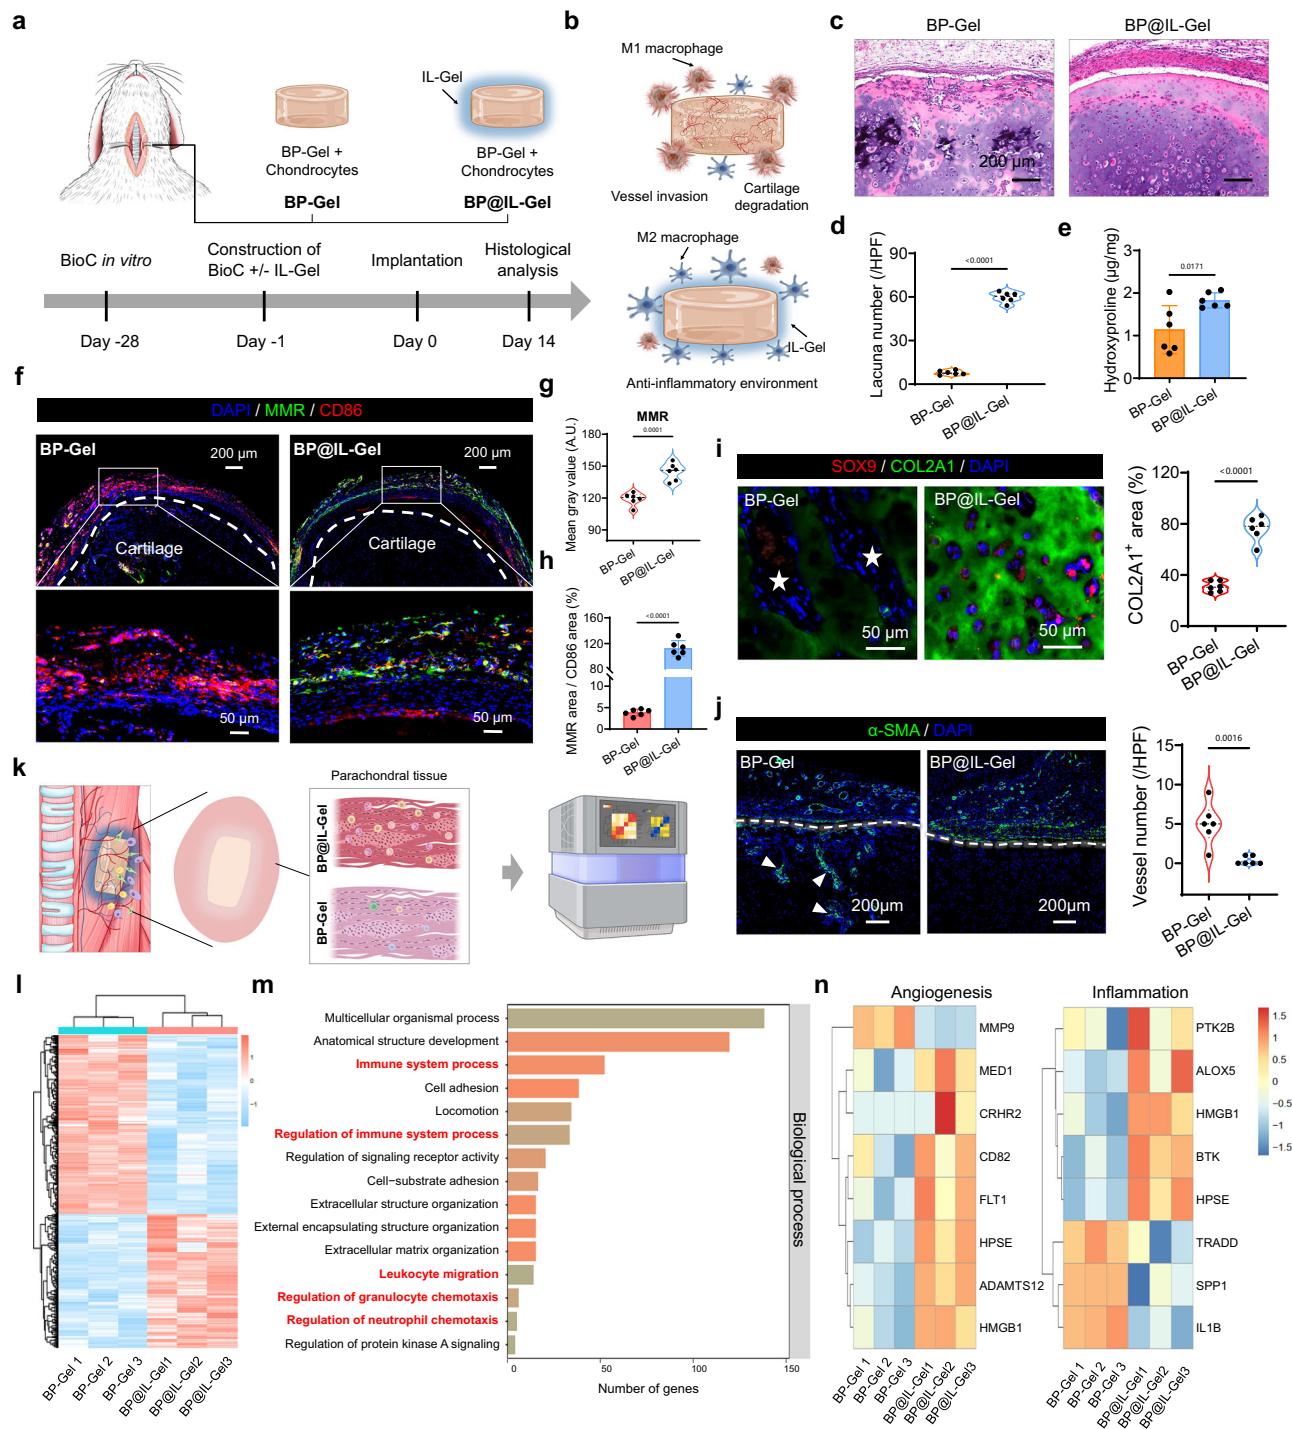 a
IL-Gel
BP-Gel +
Chondrocytes
BP-Gel
BP-Gel +
Chondrocytes
BP@IL-Gel
BioC in vitro
Construction of
BioC +/- IL-Gel
Implantation
Histological
analysis
Day -28
Day -1
Day 0
Day 14
b
M1 macrophage
Vessel invasion
Cartilage
degradation
M2 macrophage
IL-Gel
Anti-inflammatory environment
c
BP-Gel
BP@IL-Gel
200 μm
d
Lacuna number (/HPF)
90
60
30
0
<0.0001
BP-Gel
BP@IL-Gel
e
Hydroxyproline (μg/mg)
3
2
1
0
0.0171
BP-Gel
BP@IL-Gel
f
DAPI / MMR / CD86
BP-Gel
200 μm
Cartilage
BP@IL-Gel
200 μm
Cartilage
50 μm
50 μm
g
MMR
Mean gray value (A.U.)
180
150
120
90
0.0001
BP-Gel
BP@IL-Gel
h
MMR area / CD86 area (%)
160
120
80
10
5
0
<0.0001
BP-Gel
BP@IL-Gel
i
SOX9 / COL2A1 / DAPI
BP-Gel
50 μm
BP@IL-Gel
50 μm
COL2A1+ area (%)
120
80
40
0
<0.0001
BP-Gel
BP@IL-Gel
j
α-SMA / DAPI
BP-Gel
200μm
BP@IL-Gel
200μm
Vessel number (/HPF)
15
10
5
0
0.0016
BP-Gel
BP@IL-Gel
k
Parachondral tissue
BP@IL-Gel
BP-Gel
l
1
0
−1
BP-Gel 1
BP-Gel 2
BP-Gel 3
BP@IL-Gel1
BP@IL-Gel2
BP@IL-Gel3
m
Multicellular organismal process
Anatomical structure development
Immune system process
Cell adhesion
Locomotion
Regulation of immune system process
Regulation of signaling receptor activity
Cell−substrate adhesion
Extracellular structure organization
External encapsulating structure organization
Extracellular matrix organization
Leukocyte migration
Regulation of granulocyte chemotaxis
Regulation of neutrophil chemotaxis
Regulation of protein kinase A signaling
0
50
100
150
Number of genes
Biological process
n
Angiogenesis
MMP9
MED1
CRHR2
CD82
FLT1
HPSE
ADAMTS12
HMGB1
BP-Gel 1
BP-Gel 2
BP-Gel 3
BP@IL-Gel1
BP@IL-Gel2
BP@IL-Gel3
Inflammation
PTK2B
ALOX5
HMGB1
BTK
HPSE
TRADD
SPP1
IL1B
BP-Gel 1
BP-Gel 2
BP-Gel 3
BP@IL-Gel1
BP@IL-Gel2
BP@IL-Gel3
1.5
1
0.5
0
−0.5
−1
−1.5